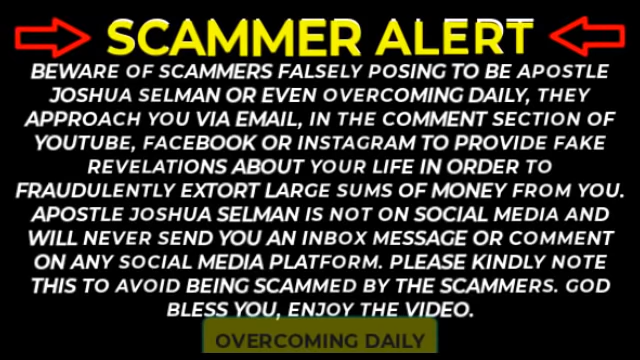 SCAMMER ALERT
BEWARE OF SCAMMERS FALSELY POSING TO BE APOSTLE
JOSHUA SELMAN OR EVEN OVERCOMING DAILY, THEY
APPROACH YOU VIA EMAIL, IN THE COMMENT SECTION OF
YOUTUBE, FACEBOOK OR INSTAGRAM TO PROVIDE FAKE
REVELATIONS ABOUT YOUR LIFE IN ORDER TO
FRAUDULENTLY EXTORT LARGE SUMS OF MONEY FROM YOU.
APOSTLE JOSHUA SELMAN IS NOT ON SOCIAL MEDIA AND
WILL NEVER SEND YOU AN INBOX MESSAGE OR COMMENT
ON ANY SOCIAL MEDIA PLATFORM. PLEASE KINDLY NOTE
THIS TO AVOID BEING SCAMMED BY THE SCAMMERS. GOD
BLESS YOU, ENJOY THE VIDEO.
OVERCOMING DAILY